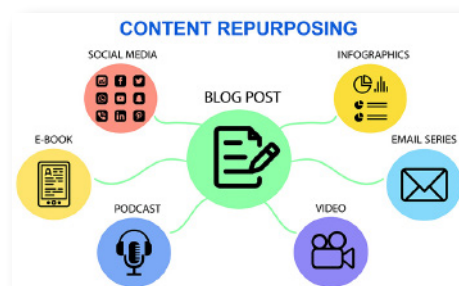 CONTENT REPURPOSING
SOCIAL MEDIA
INFOGRAPHICS
BLOG POST
E-BOOK
EMAIL SERIES
PODCAST
VIDEO